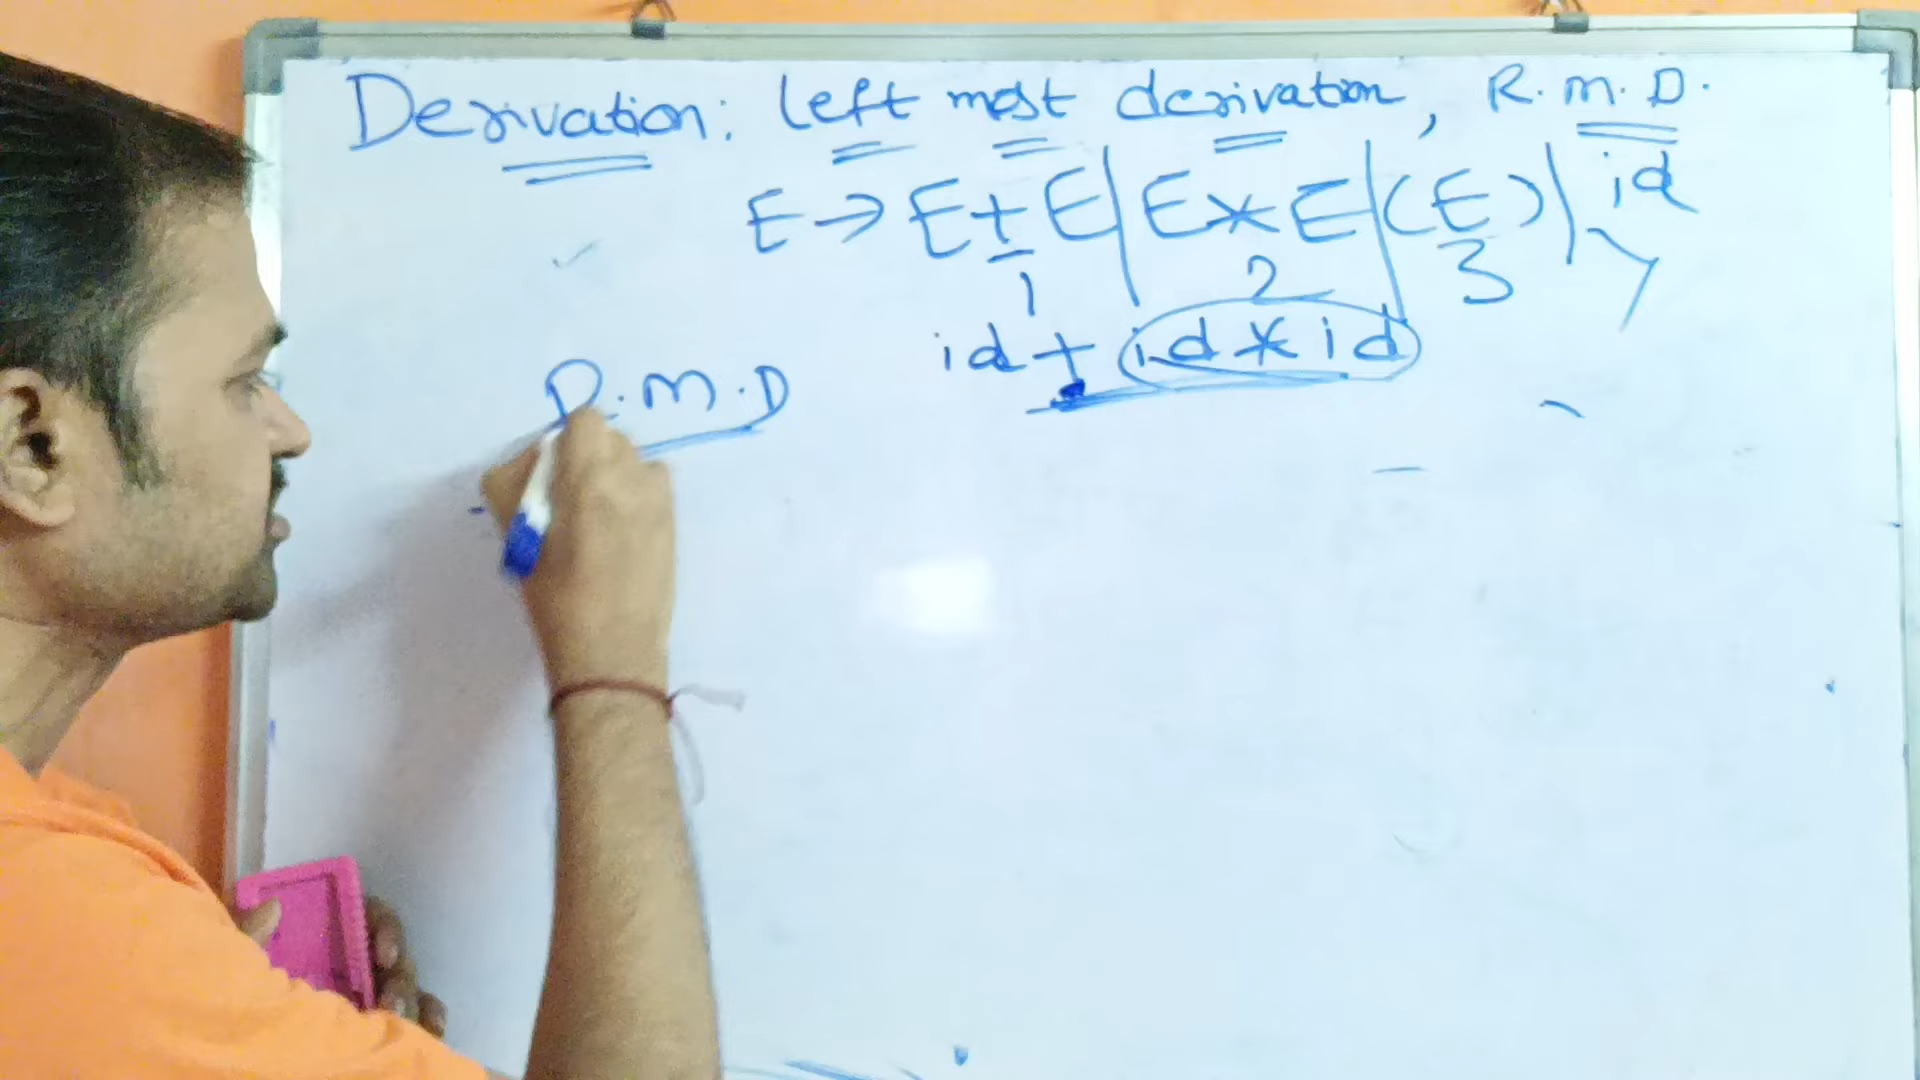 Derivation: left most derivation, R.M.D.
E → E + E | E * E | (E) | id
1 2 3
id + id * id
R.M.D